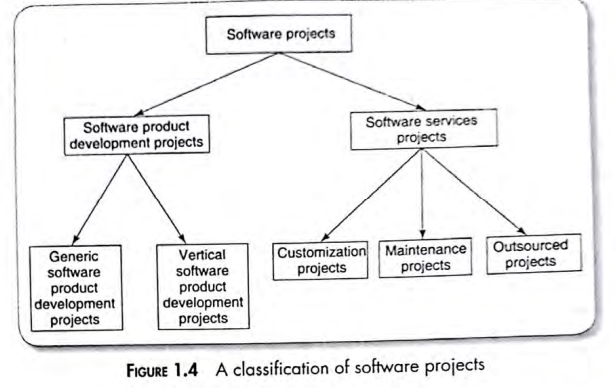 Software projects
Software product
development projects
Software services
projects
Generic
software
product
development
projects
Vertical
software
product
development
projects
Customization
projects
Maintenance
projects
Outsourced
projects
FIGURE 1.4 A classification of software projects